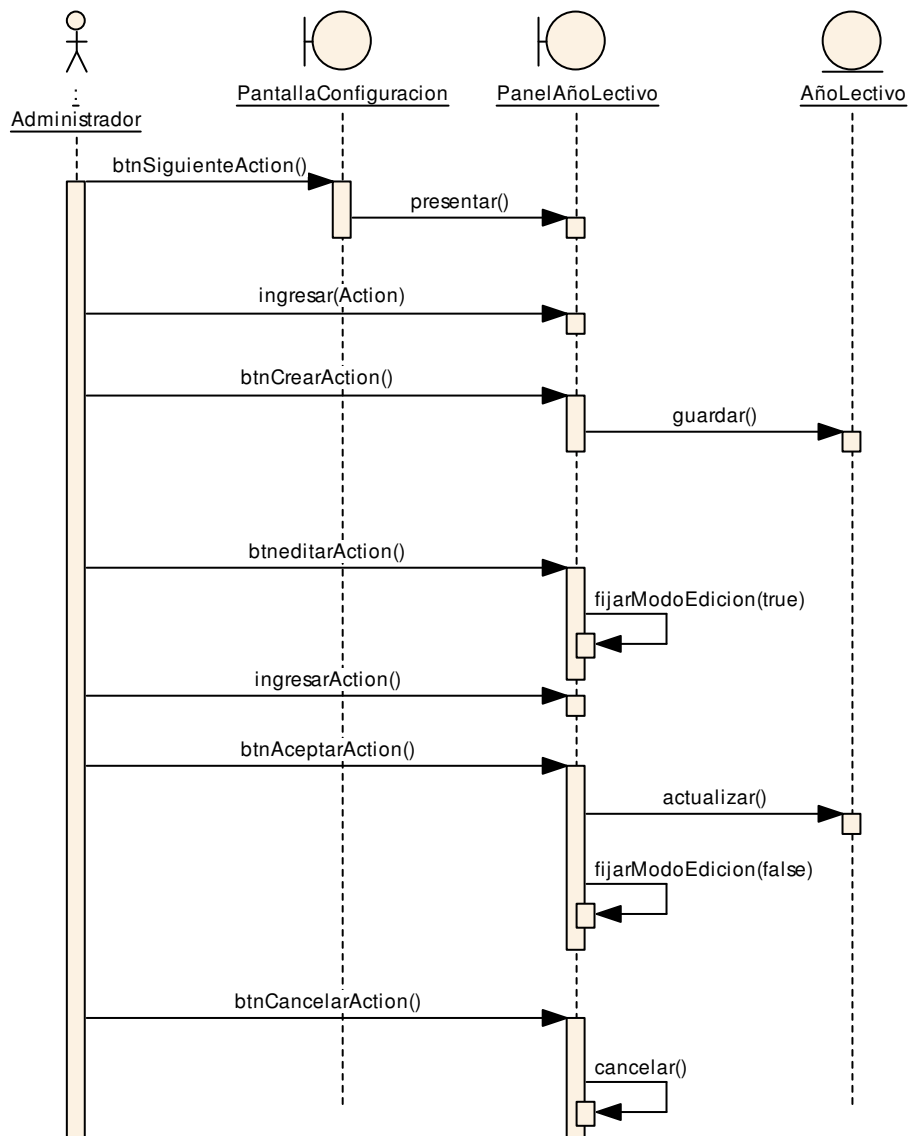 :
Administrador
PantallaConfiguracion
PanelAñoLectivo
AñoLectivo
btnSiguienteAction()
presentar()
ingresar(Action)
btnCrearAction()
guardar()
btneditarAction()
fijarModoEdicion(true)
ingresarAction()
btnAceptarAction()
actualizar()
fijarModoEdicion(false)
btnCancelarAction()
cancelar()